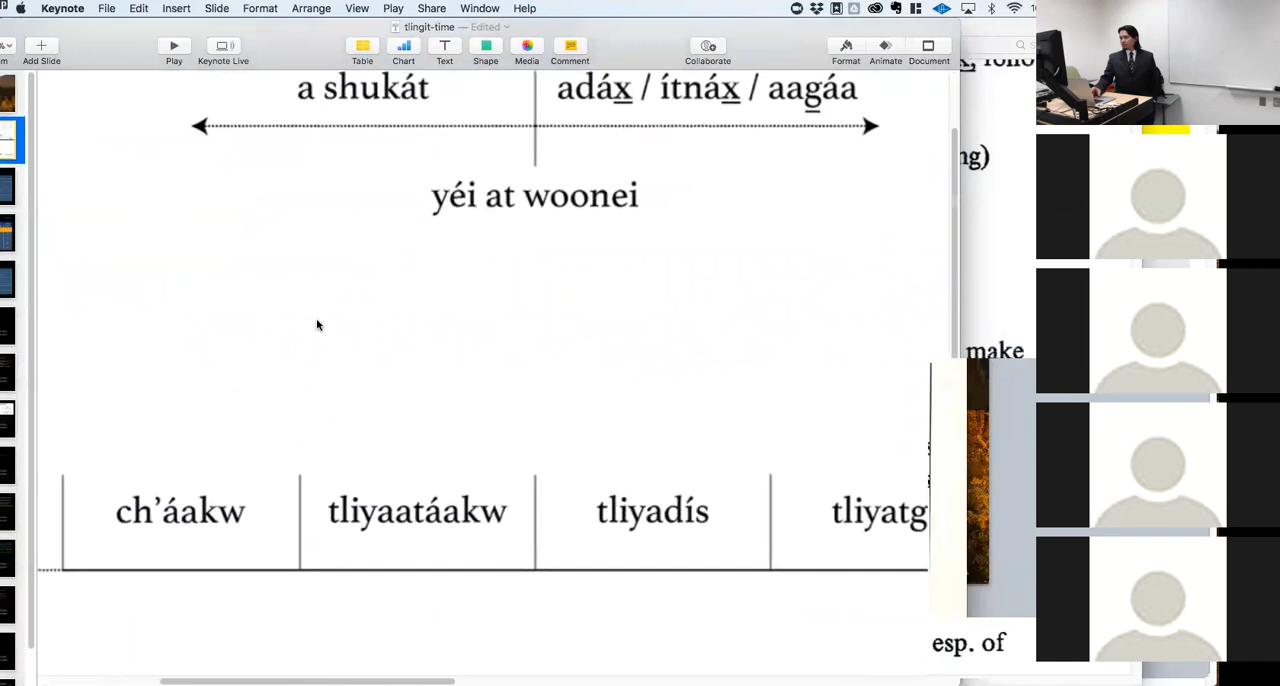 Keynote File Edit Insert Slide Format Arrange View Play Share Window Help
tlingit-time — Edited
Add Slide Play Keynote Live Table Chart Text Shape Media Comment Collaborate Format Animate Document
a shukát adáx̲ / ítnáx̲ / aag̲áa
yéi at woonei
ng)
make
ch’áakw tliyaatáakw tliyadís tliyatg
esp. of